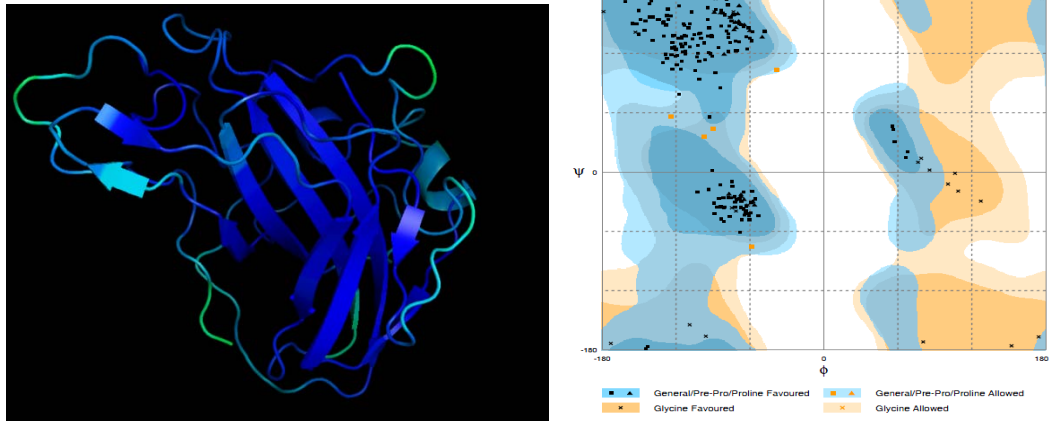 ψ
0
-180
-180
0
180
ϕ
General/Pre-Pro/Proline Favoured
General/Pre-Pro/Proline Allowed
Glycine Favoured
Glycine Allowed